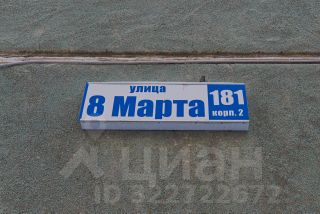 улица
8 Марта
181
корп. 2
циан
ID 322722672